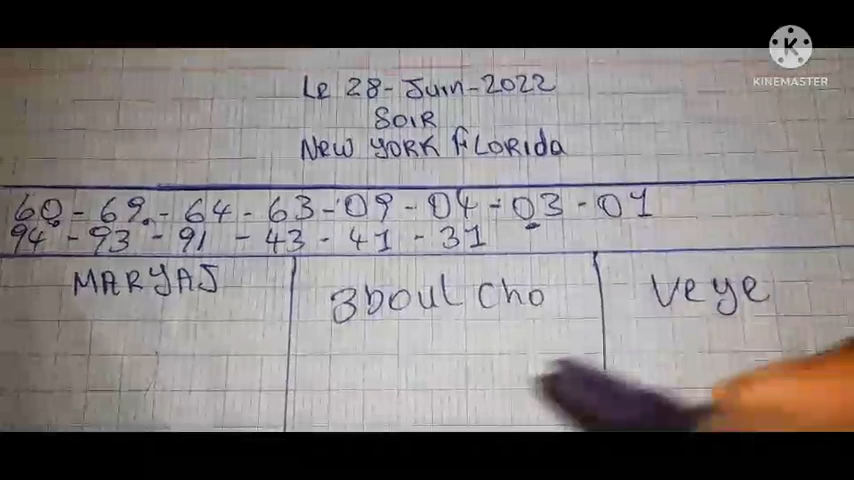 Le 28-Juin-2022
SOIR
New YORK FLORida
60 - 69 - 64 - 63 - 09 - 04 - 03 - 01
94 - 93 - 91 - 43 - 41 - 31
MARYAJ
3boul cho
veye
K
KINEMASTER